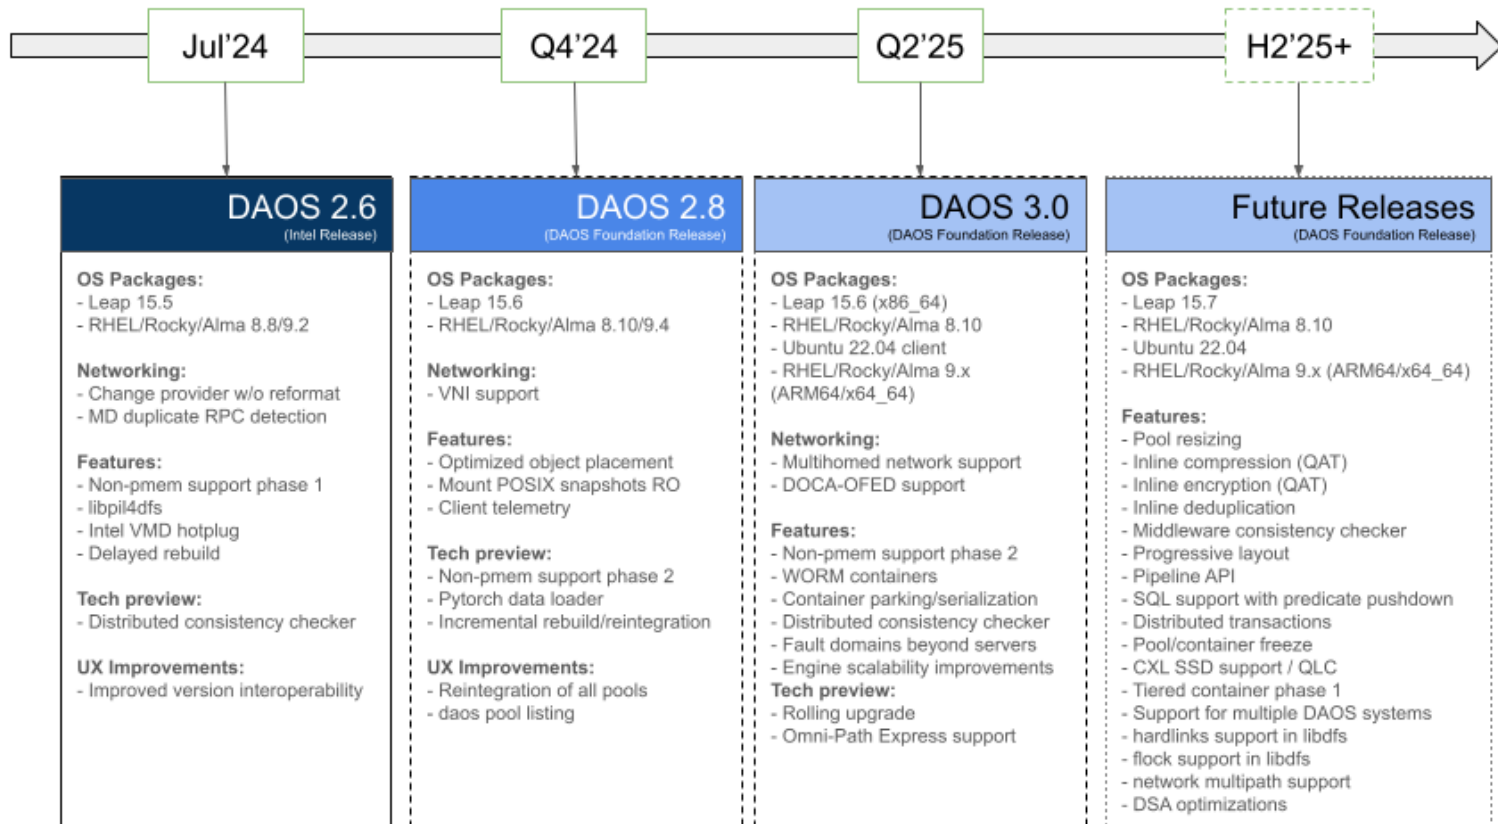 Jul'24
Q4'24
Q2'25
H2'25+
DAOS 2.6
(Intel Release)
OS Packages:
- Leap 15.5
- RHEL/Rocky/Alma 8.8/9.2
Networking:
- Change provider w/o reformat
- MD duplicate RPC detection
Features:
- Non-pmem support phase 1
- libpil4dfs
- Intel VMD hotplug
- Delayed rebuild
Tech preview:
- Distributed consistency checker
UX Improvements:
- Improved version interoperability
DAOS 2.8
(DAOS Foundation Release)
OS Packages:
- Leap 15.6
- RHEL/Rocky/Alma 8.10/9.4
Networking:
- VNI support
Features:
- Optimized object placement
- Mount POSIX snapshots RO
- Client telemetry
Tech preview:
- Non-pmem support phase 2
- Pytorch data loader
- Incremental rebuild/reintegration
UX Improvements:
- Reintegration of all pools
- daos pool listing
DAOS 3.0
(DAOS Foundation Release)
OS Packages:
- Leap 15.6 (x86_64)
- RHEL/Rocky/Alma 8.10
- Ubuntu 22.04 client
- RHEL/Rocky/Alma 9.x
(ARM64/x64_64)
Networking:
- Multihomed network support
- DOCA-OFED support
Features:
- Non-pmem support phase 2
- WORM containers
- Container parking/serialization
- Distributed consistency checker
- Fault domains beyond servers
- Engine scalability improvements
Tech preview:
- Rolling upgrade
- Omni-Path Express support
Future Releases
(DAOS Foundation Release)
OS Packages:
- Leap 15.7
- RHEL/Rocky/Alma 8.10
- Ubuntu 22.04
- RHEL/Rocky/Alma 9.x (ARM64/x64_64)
Features:
- Pool resizing
- Inline compression (QAT)
- Inline encryption (QAT)
- Inline deduplication
- Middleware consistency checker
- Progressive layout
- Pipeline API
- SQL support with predicate pushdown
- Distributed transactions
- Pool/container freeze
- CXL SSD support / QLC
- Tiered container phase 1
- Support for multiple DAOS systems
- hardlinks support in libdfs
- flock support in libdfs
- network multipath support
- DSA optimizations